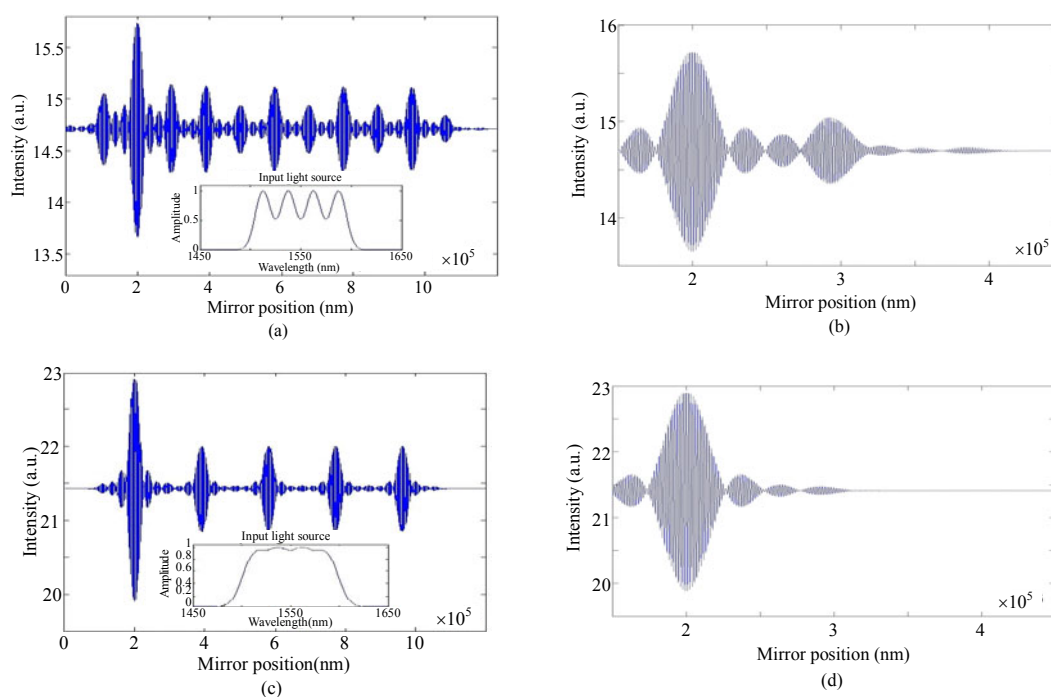 Intensity (a.u.)
15.5
15
14.5
14
13.5
Input light source
Amplitude
1
0.5
0
1450 1550 1650
Wavelength (nm)
×10⁵
0 2 4 6 8 10
Mirror position (nm)
(a)
Intensity (a.u.)
16
15
14
×10⁵
2 3 4
Mirror position (nm)
(b)
Intensity (a.u.)
23
22
21
20
Input light source
Amplitude
1
0.8
0.6
0.4
0.2
0
1450 1550 1650
Wavelength(nm)
×10⁵
0 2 4 6 8 10
Mirror position(nm)
(c)
Intensity (a.u.)
23
22
21
20
×10⁵
2 3 4
Mirror position (nm)
(d)